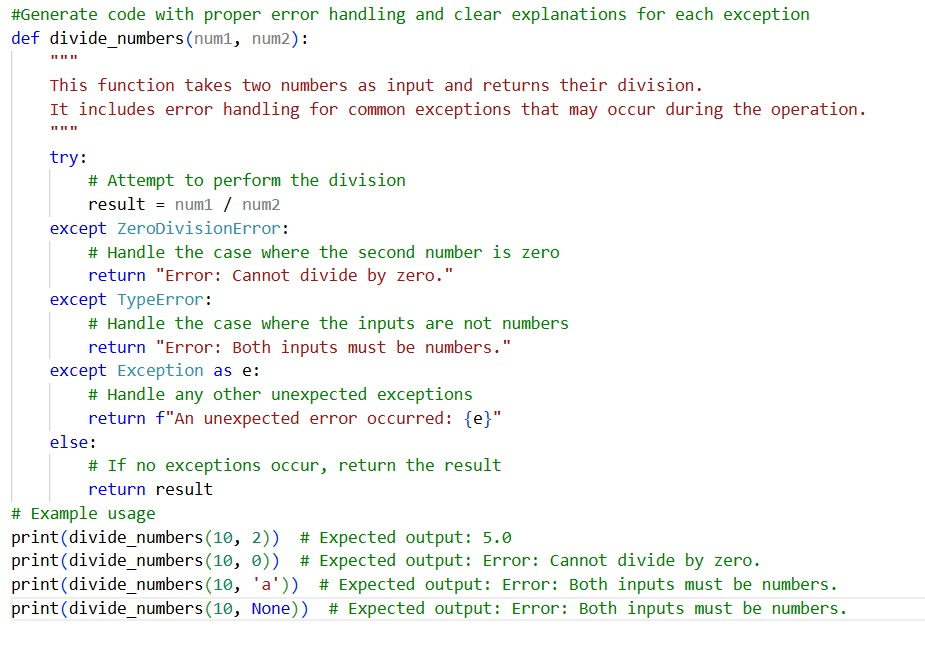 #Generate code with proper error handling and clear explanations for each exception
def divide_numbers(num1, num2):
    """
    This function takes two numbers as input and returns their division.
    It includes error handling for common exceptions that may occur during the operation.
    """
    try:
        # Attempt to perform the division
        result = num1 / num2
    except ZeroDivisionError:
        # Handle the case where the second number is zero
        return "Error: Cannot divide by zero."
    except TypeError:
        # Handle the case where the inputs are not numbers
        return "Error: Both inputs must be numbers."
    except Exception as e:
        # Handle any other unexpected exceptions
        return f"An unexpected error occurred: {e}"
    else:
        # If no exceptions occur, return the result
        return result
# Example usage
print(divide_numbers(10, 2))  # Expected output: 5.0
print(divide_numbers(10, 0))  # Expected output: Error: Cannot divide by zero.
print(divide_numbers(10, 'a'))  # Expected output: Error: Both inputs must be numbers.
print(divide_numbers(10, None))  # Expected output: Error: Both inputs must be numbers.